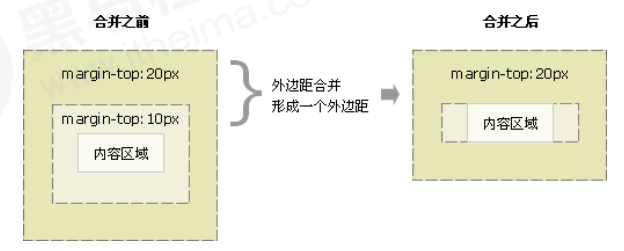 合并之前
合并之后
margin-top:20px
margin-top:10px
内容区域
外边距合并
形成一个外边距
margin-top:20px
内容区域